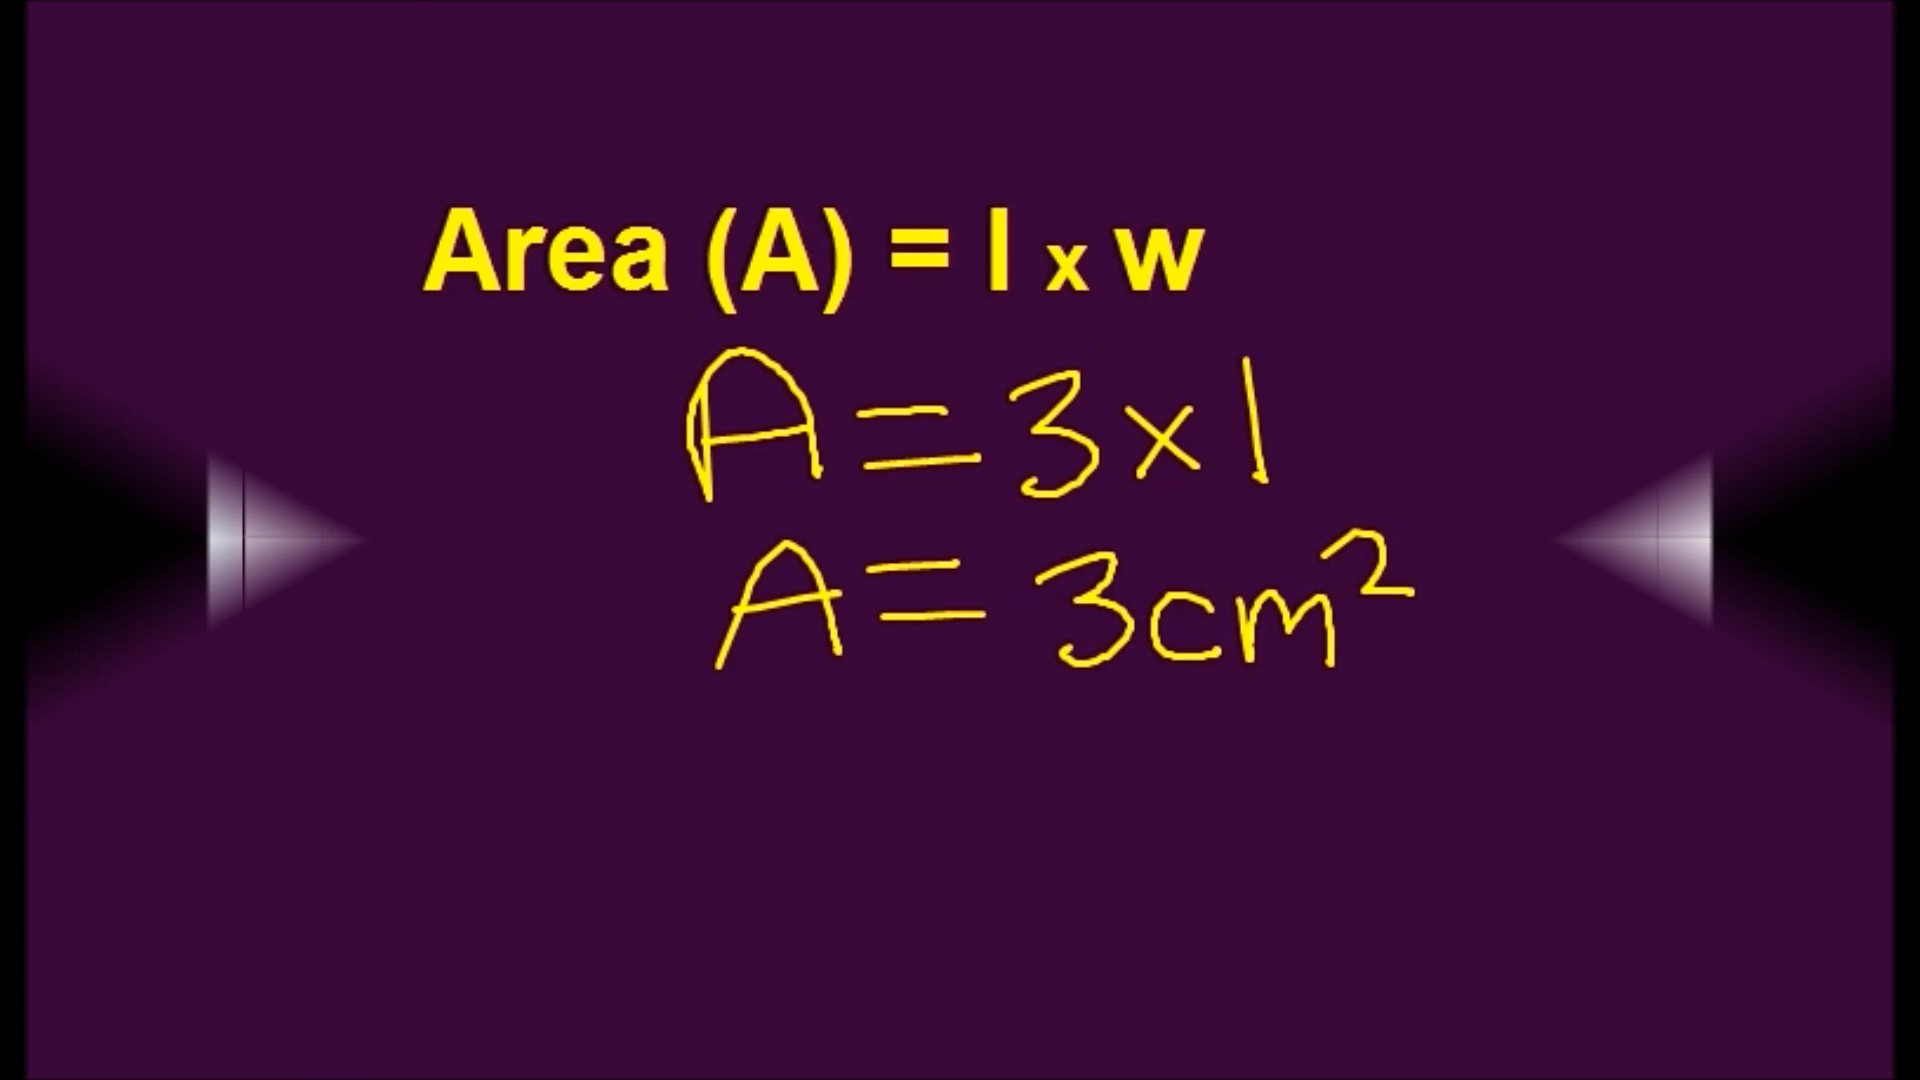 Area (A) = l x w
A = 3 x 1
A = 3cm²